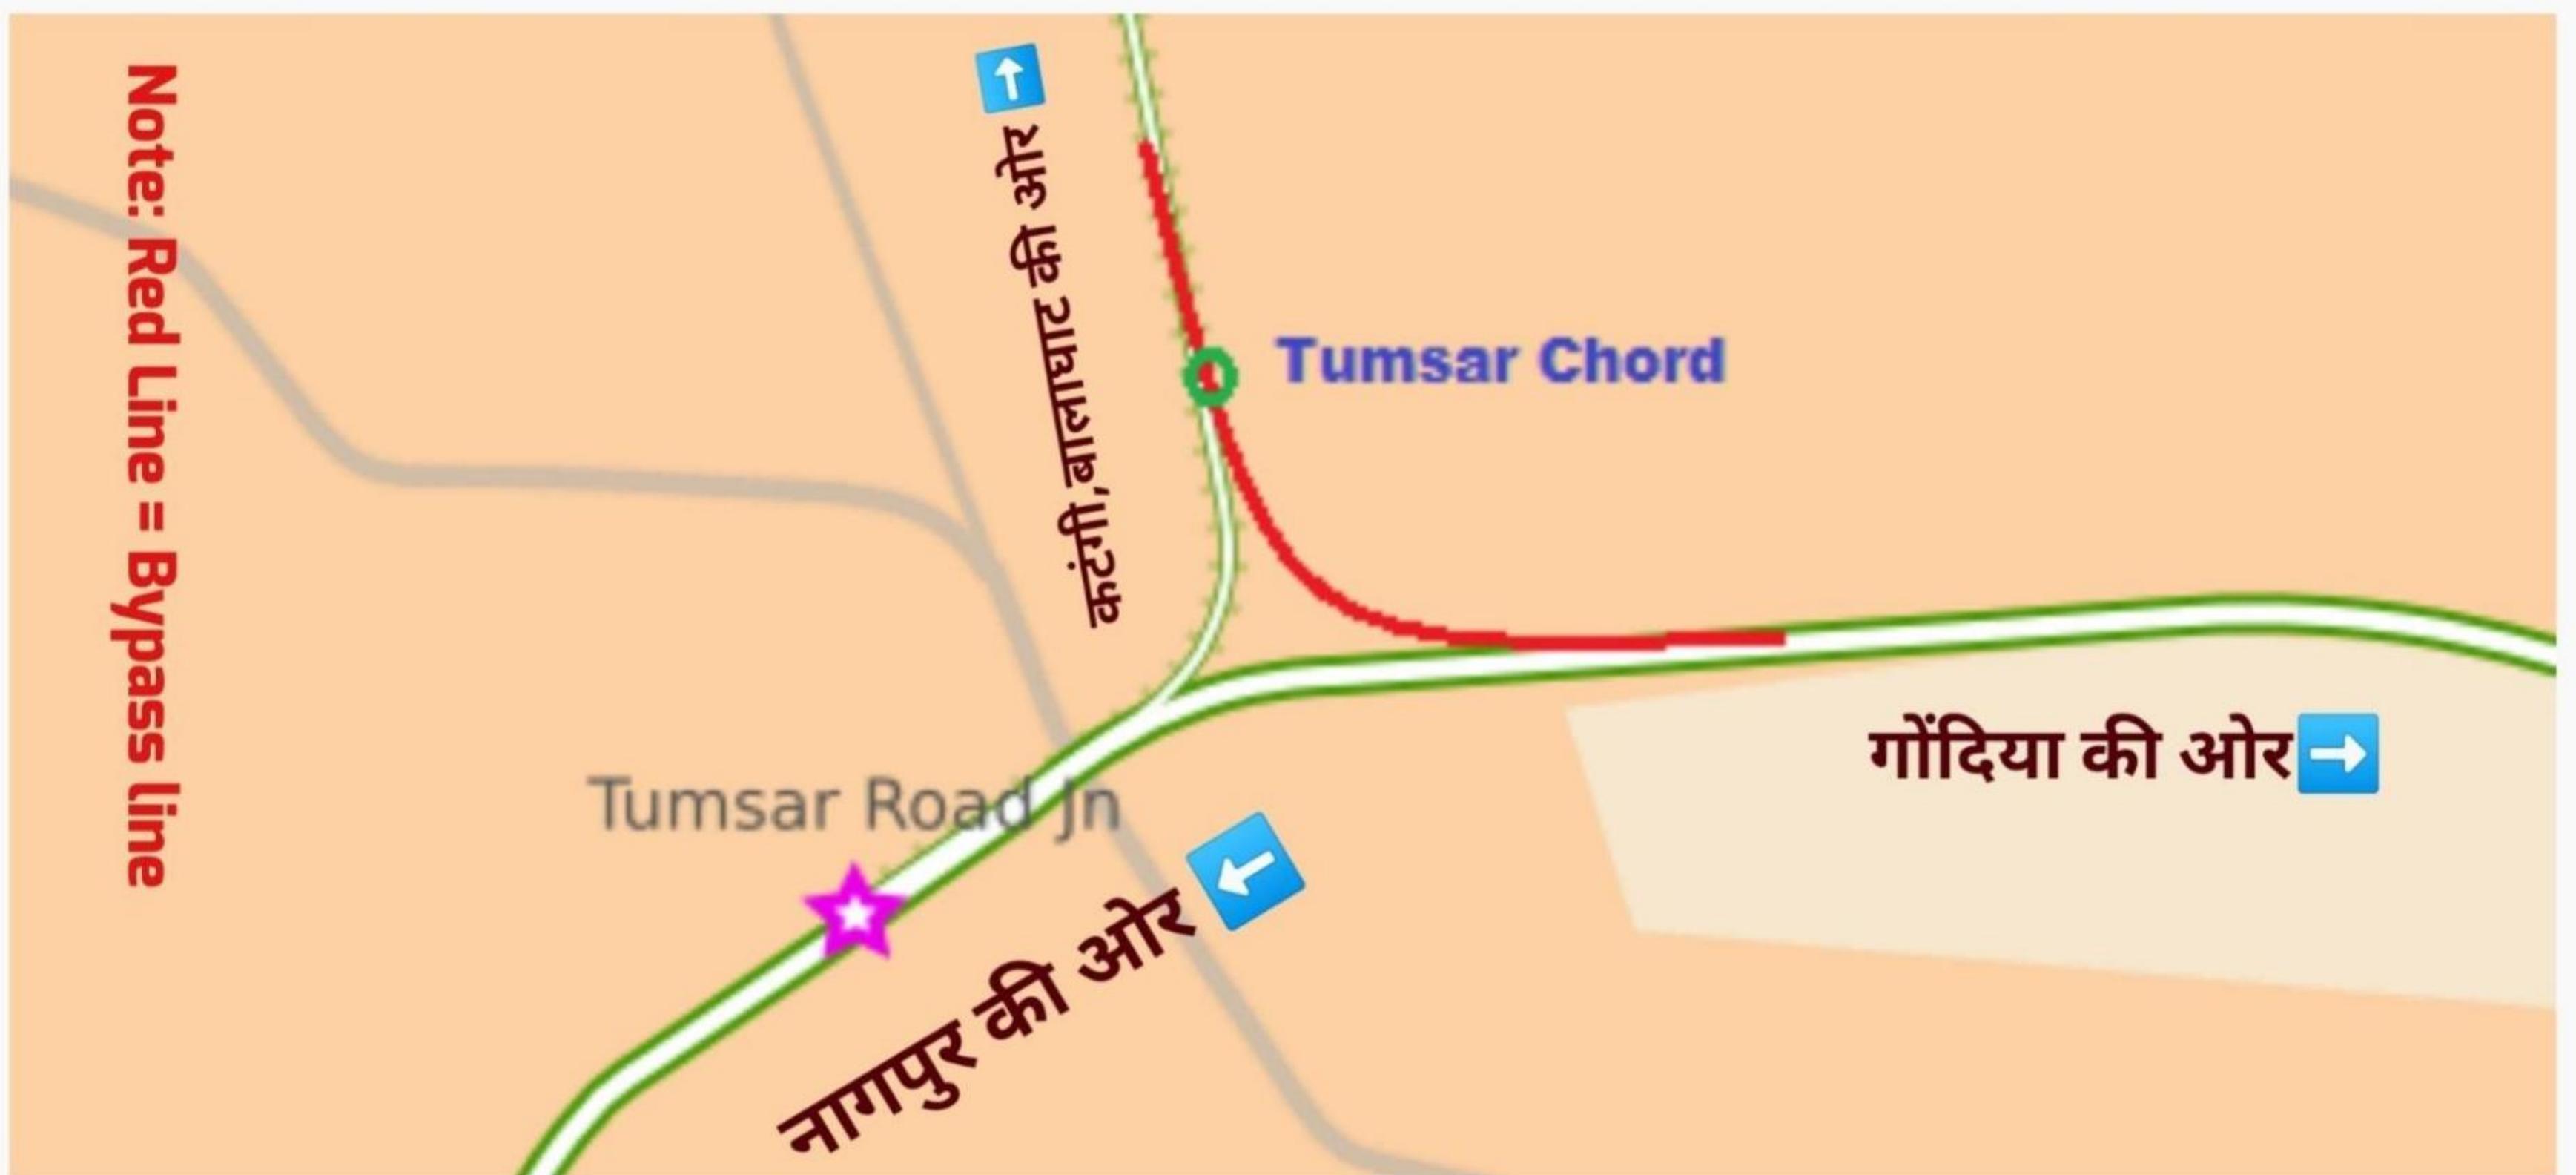 Note: Red Line = Bypass line
कटंगी,बालाघाट की ओर
Tumsar Chord
गोंदिया की ओर
Tumsar Road Jn
नागपुर की ओर